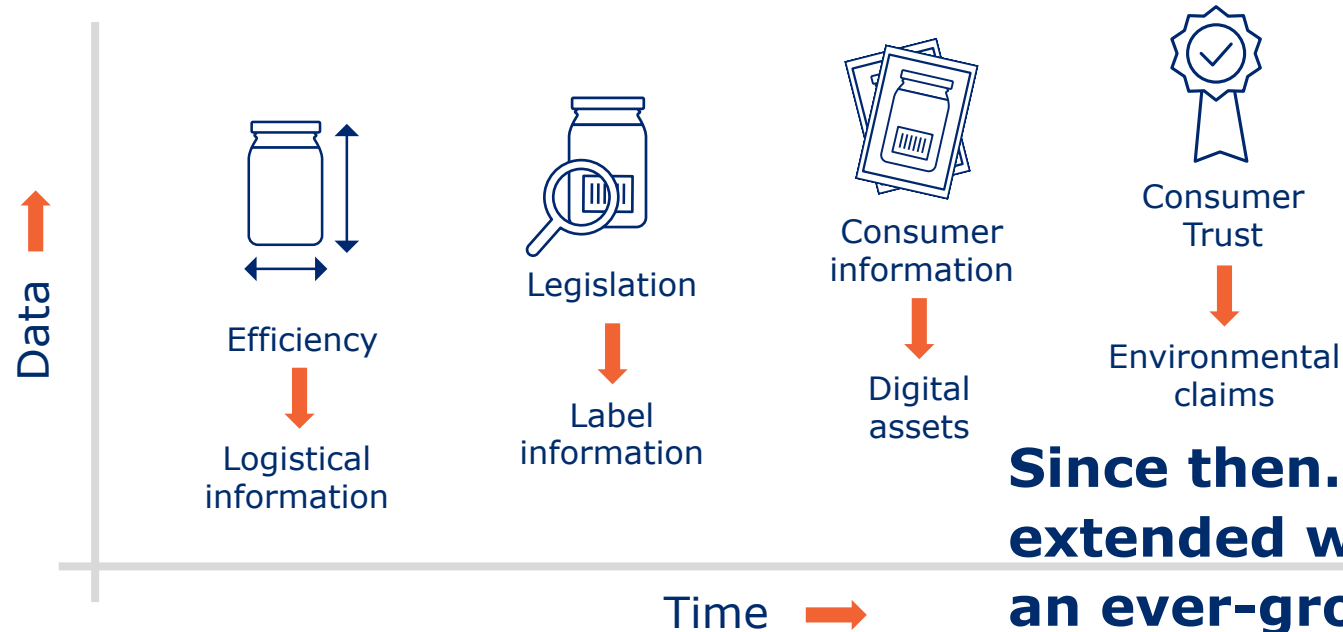 Data
Efficiency
Logistical
information
Legislation
Label
information
Consumer
information
Digital
assets
Consumer
Trust
Environmental
claims
Since then.
extended w
an ever-gro
Time